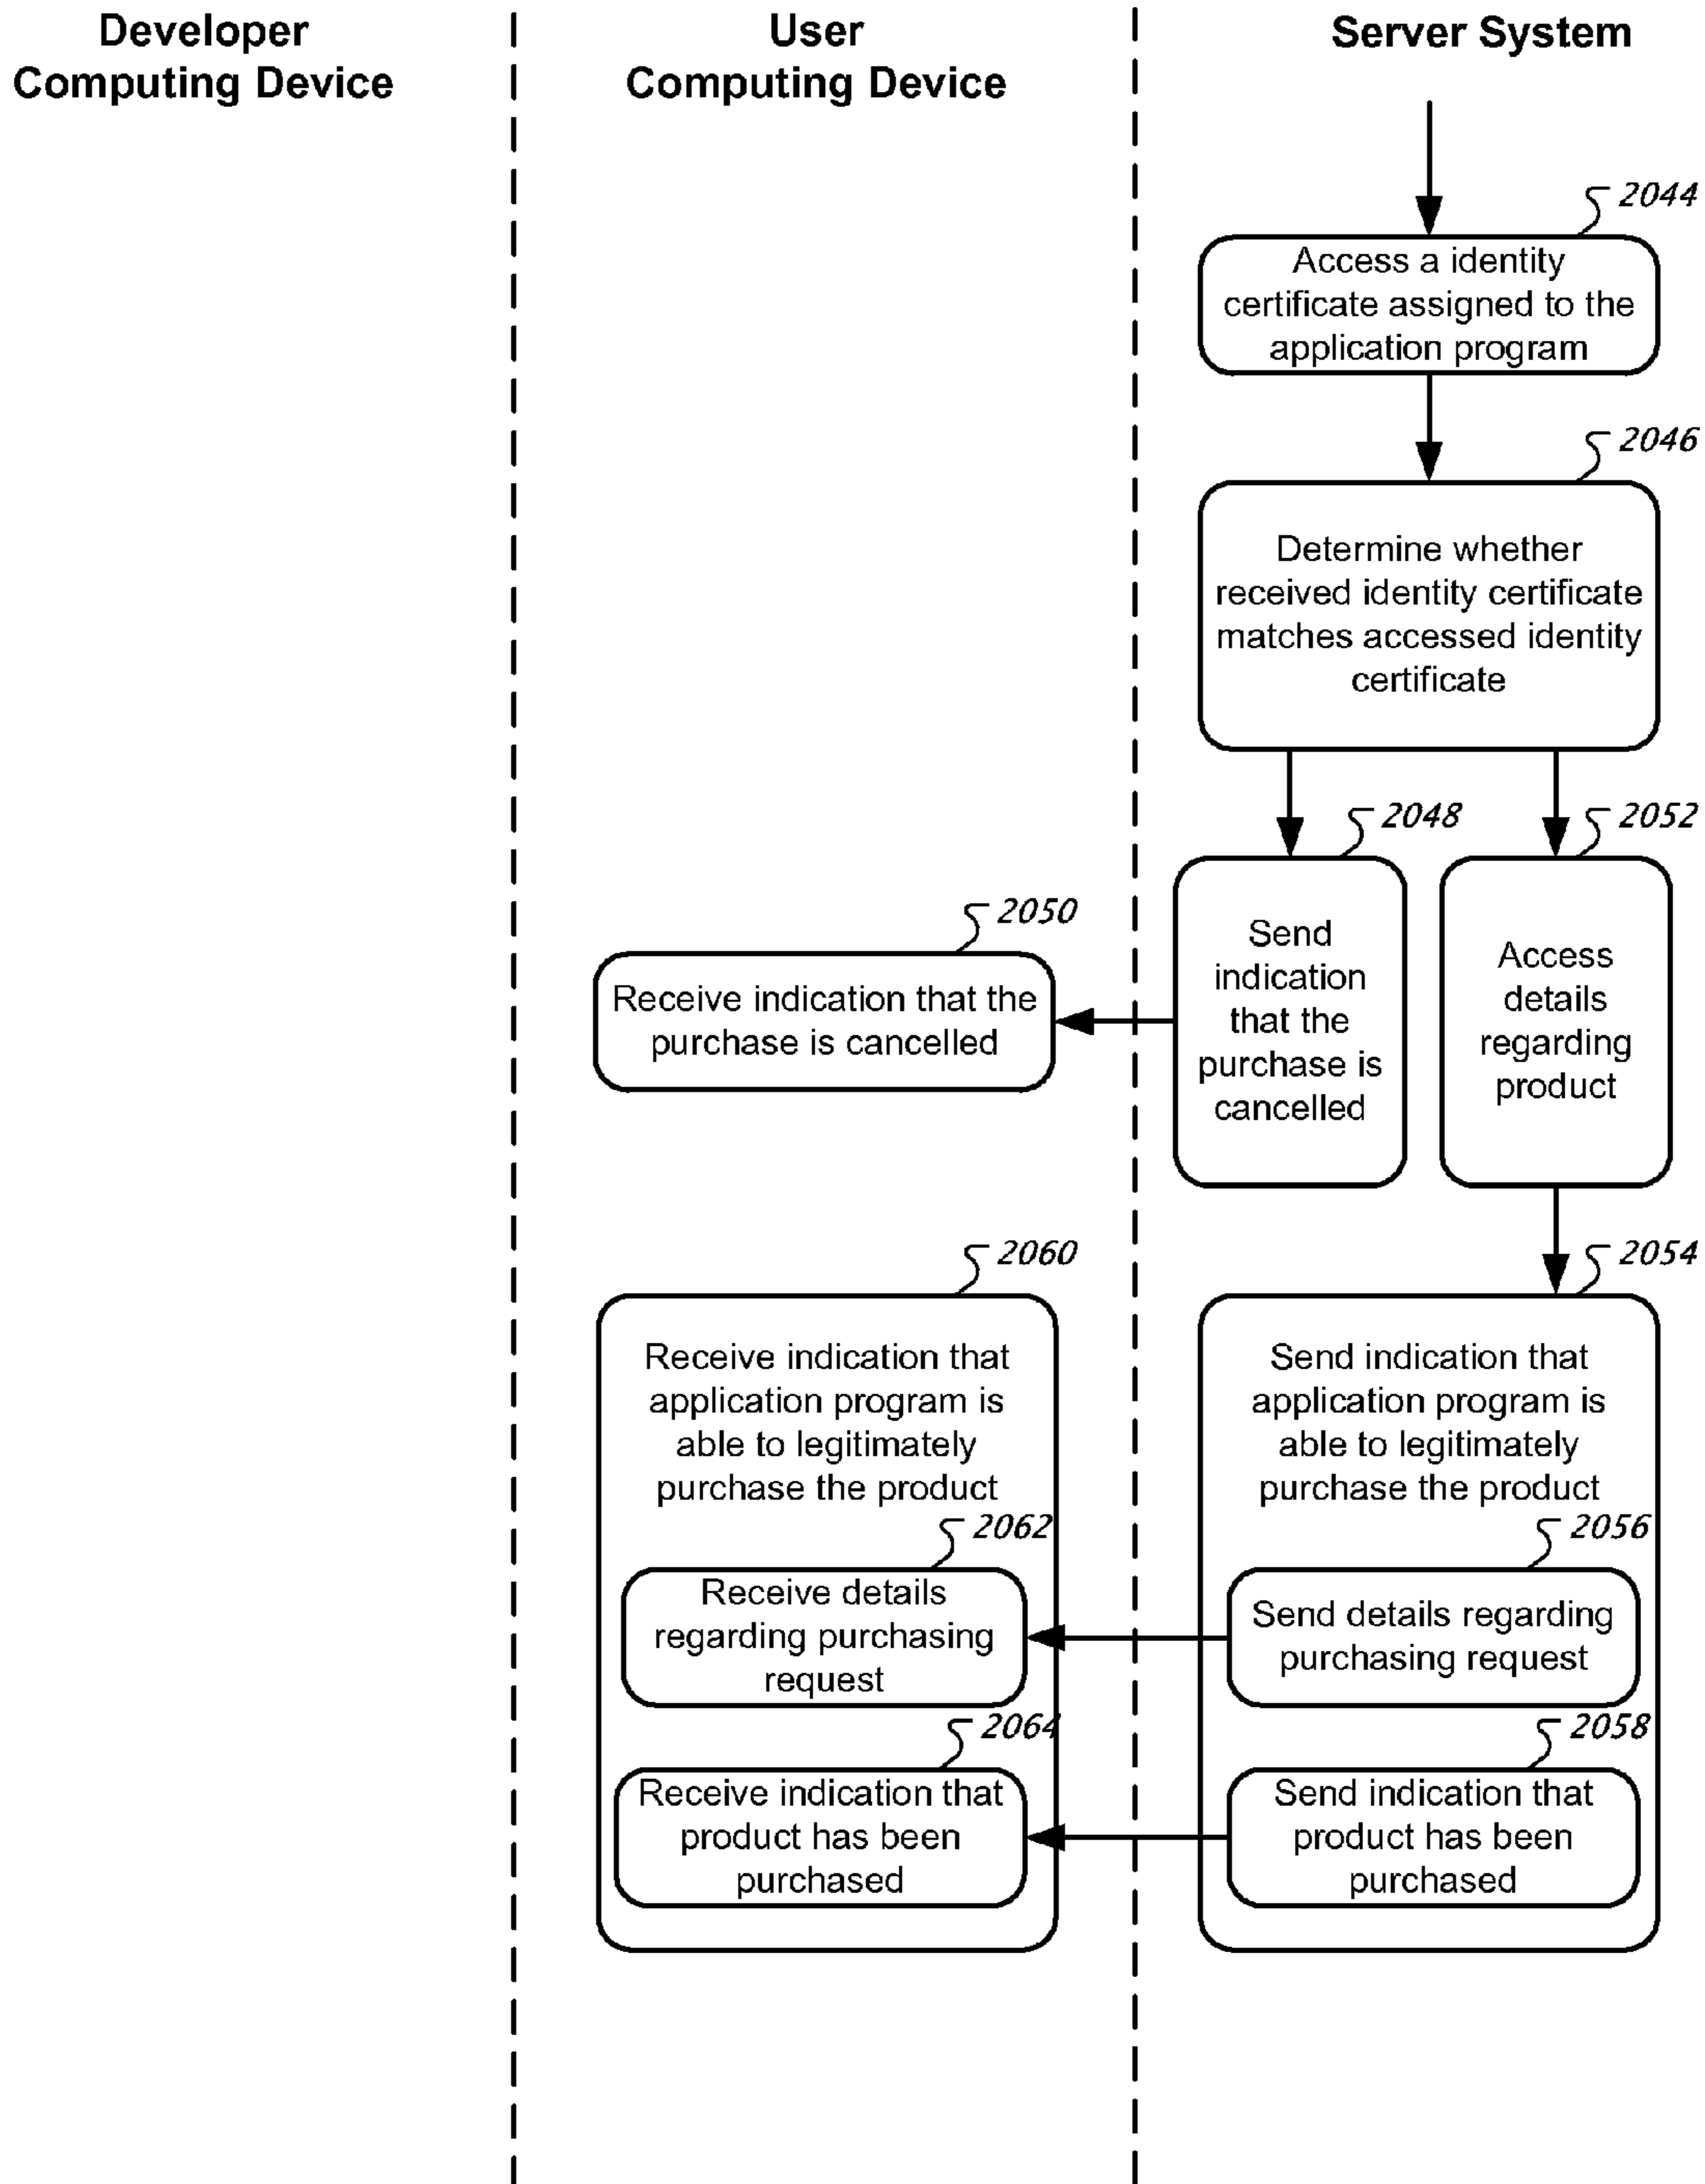 Developer
Computing Device
User
Computing Device
Server System
2044
Access a identity
certificate assigned to the
application program
2046
Determine whether
received identity certificate
matches accessed identity
certificate
2048
Send
indication
that the
purchase is
cancelled
2052
Access
details
regarding
product
2050
Receive indication that the
purchase is cancelled
2060
Receive indication that
application program is
able to legitimately
purchase the product
2062
Receive details
regarding purchasing
request
2064
Receive indication that
product has been
purchased
2054
Send indication that
application program is
able to legitimately
purchase the product
2056
Send details regarding
purchasing request
2058
Send indication that
product has been
purchased